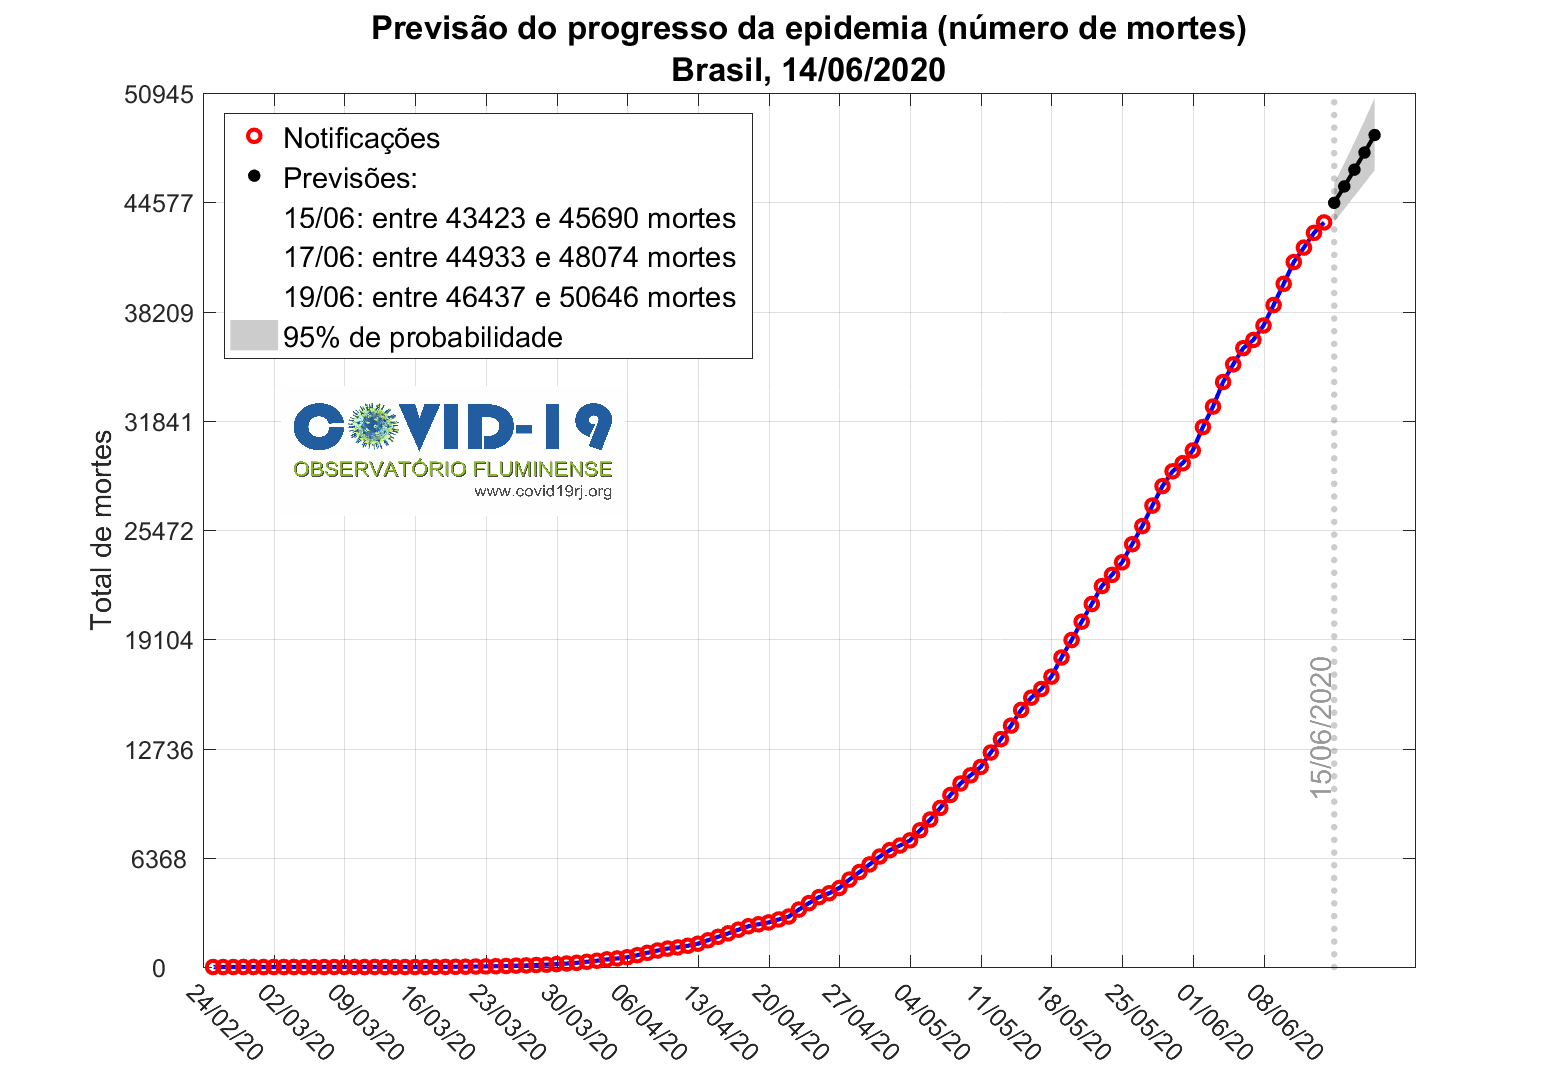 Previsão do progresso da epidemia (número de mortes)
Brasil, 14/06/2020
50945
44577
38209
31841
25472
19104
12736
6368
0
Total de mortes
Notificações
Previsões:
15/06: entre 43423 e 45690 mortes
17/06: entre 44933 e 48074 mortes
19/06: entre 46437 e 50646 mortes
95% de probabilidade
COVID-19
OBSERVATÓRIO FLUMINENSE
www.covid19rj.org
15/06/2020
24/02/20
02/03/20
09/03/20
16/03/20
23/03/20
30/03/20
06/04/20
13/04/20
20/04/20
27/04/20
04/05/20
11/05/20
18/05/20
25/05/20
01/06/20
08/06/20